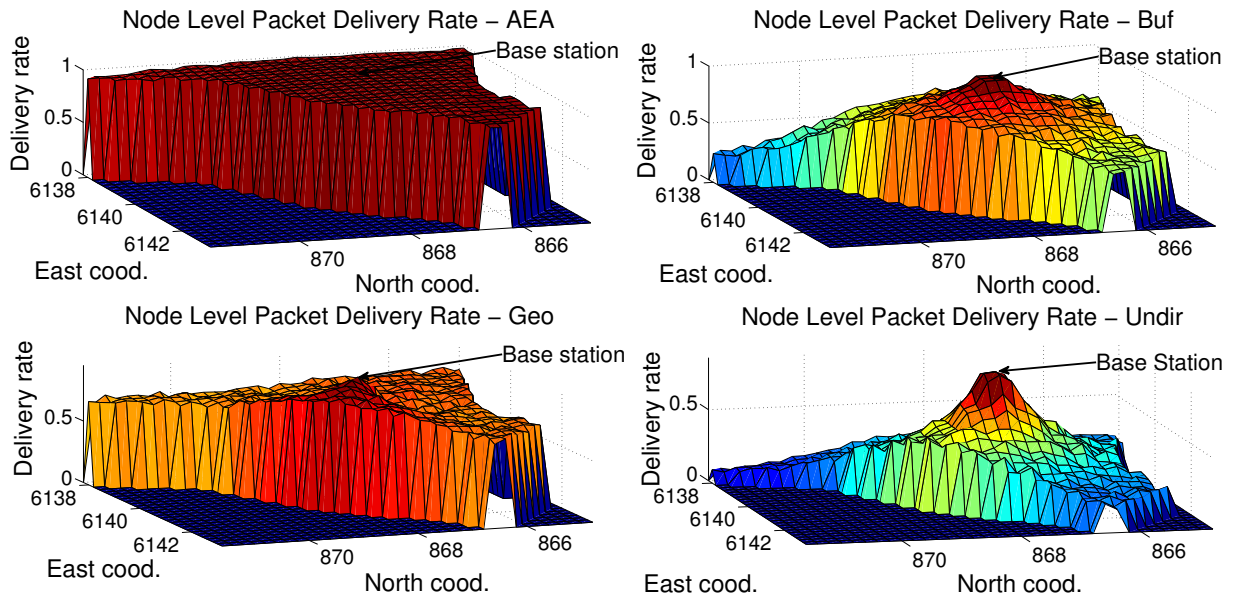 Node Level Packet Delivery Rate – AEA
Base station
Delivery rate
1
0.5
0
6138
6140
6142
870
868
866
East cood.
North cood.
Node Level Packet Delivery Rate – Buf
Base station
Delivery rate
1
0.5
0
6138
6140
6142
870
868
866
East cood.
North cood.
Node Level Packet Delivery Rate – Geo
Base station
Delivery rate
0.5
0
6138
6140
6142
870
868
866
East cood.
North cood.
Node Level Packet Delivery Rate – Undir
Base Station
Delivery rate
0.5
0
6138
6140
6142
870
868
866
East cood.
North cood.